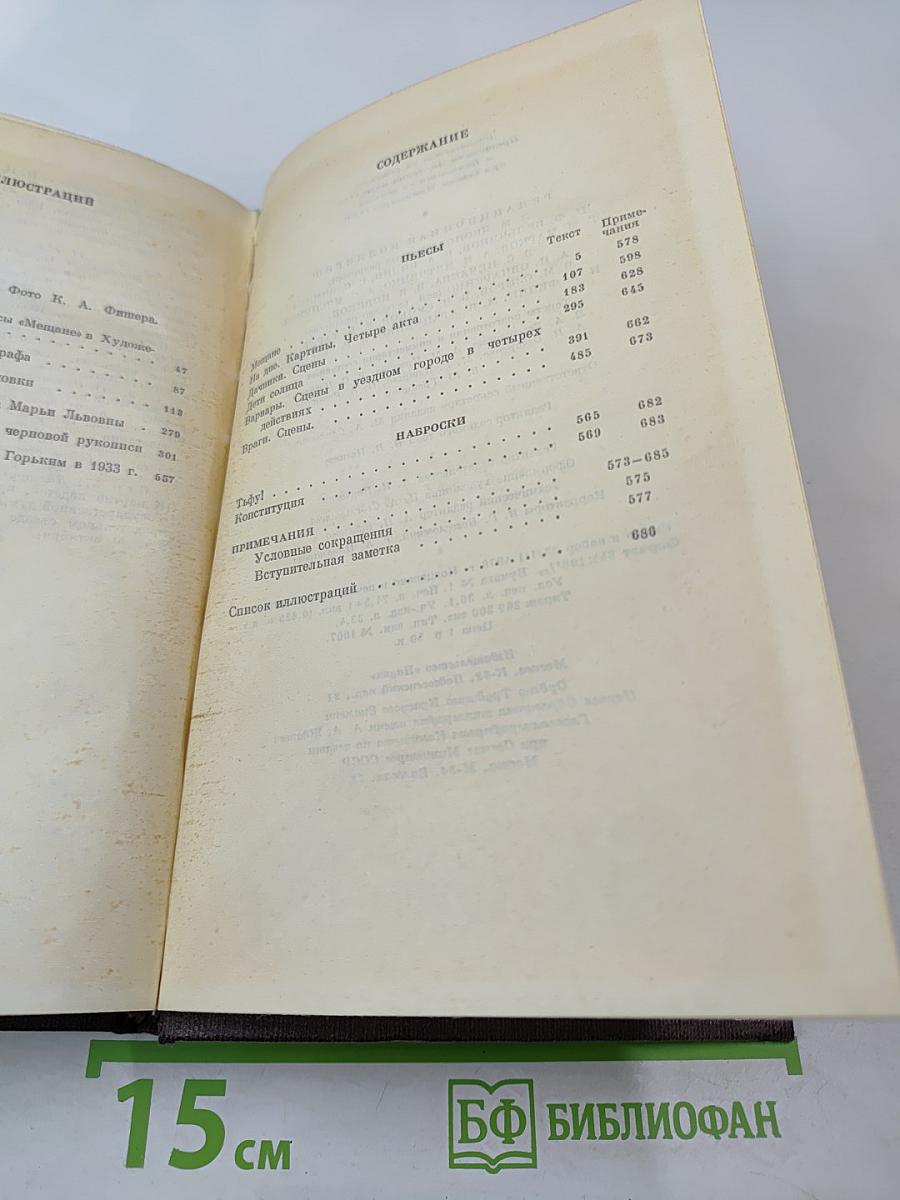 ЛЮСТРАЦИЙ
Фото К. А. Фишера.
сы «Мещане» в Художе-
47
рафа 87
овки 113
Марьи Львовны 279
черновой рукописи 301
Горьким в 1933 г. 557
СОДЕРЖАНИЕ
Текст Приме-
чания
ПЬЕСЫ
Мещане 5 578
На дне. Картины. Четыре акта 107 598
Дачники. Сцены 183 628
Дети солнца 295 645
Варвары. Сцены в уездном городе в четырех
действиях 391 662
Враги. Сцены. 485 673
НАБРОСКИ
Тьфу! 565 682
Конституция 569 683
ПРИМЕЧАНИЯ 573—685
Условные сокращения 575
Вступительная заметка 577
Список иллюстраций 686
15 см
БФ БИБЛИОФАН